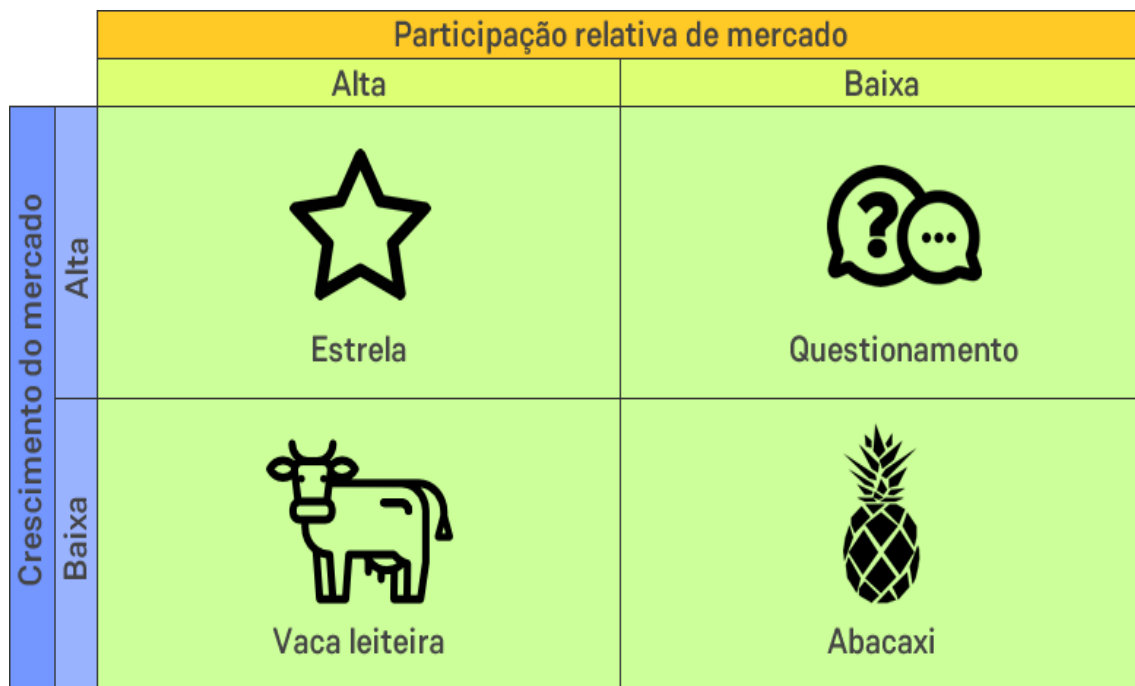 Participação relativa de mercado
Alta
Baixa
Crescimento do mercado
Alta
Estrela
?
...
Questionamento
Baixa
Vaca leiteira
Abacaxi